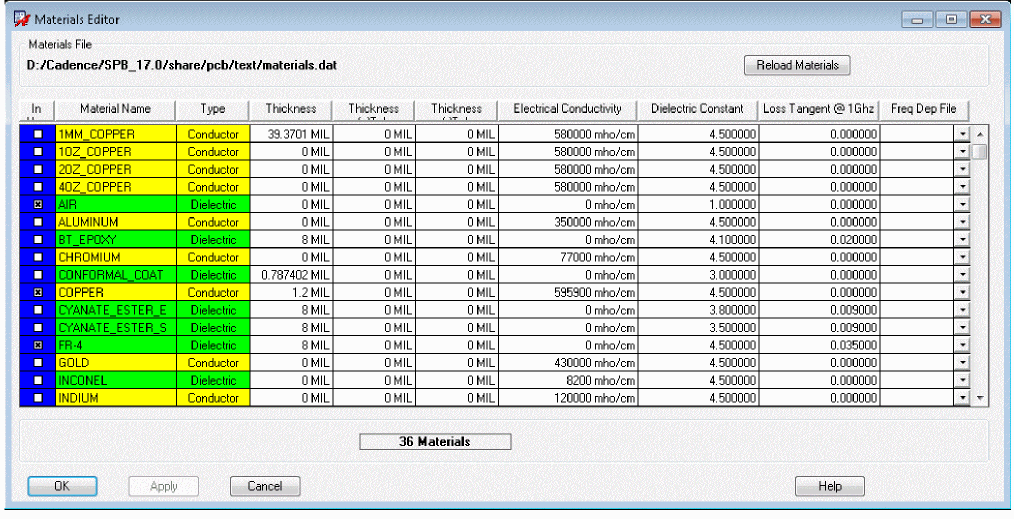 Materials Editor
Materials File
D:/Cadence/SPB_17.0/share/pcb/text/materials.dat
Reload Materials
In Material Name Type Thickness Thickness Thickness Electrical Conductivity Dielectric Constant Loss Tangent @ 1Ghz Freq Dep File
1MM_COPPER Conductor 39.3701 MIL 0 MIL 0 MIL 580000 mho/cm 4.500000 0.000000
1OZ_COPPER Conductor 0 MIL 0 MIL 0 MIL 580000 mho/cm 4.500000 0.000000
2OZ_COPPER Conductor 0 MIL 0 MIL 0 MIL 580000 mho/cm 4.500000 0.000000
4OZ_COPPER Conductor 0 MIL 0 MIL 0 MIL 580000 mho/cm 4.500000 0.000000
AIR Dielectric 0 MIL 0 MIL 0 MIL 0 mho/cm 1.000000 0.000000
ALUMINUM Conductor 0 MIL 0 MIL 0 MIL 350000 mho/cm 4.500000 0.000000
BT_EPOXY Dielectric 8 MIL 0 MIL 0 MIL 0 mho/cm 4.100000 0.020000
CHROMIUM Conductor 0 MIL 0 MIL 0 MIL 77000 mho/cm 4.500000 0.000000
CONFORMAL_COAT Dielectric 0.787402 MIL 0 MIL 0 MIL 0 mho/cm 3.000000 0.000000
COPPER Conductor 1.2 MIL 0 MIL 0 MIL 595900 mho/cm 4.500000 0.000000
CYANATE_ESTER_E Dielectric 8 MIL 0 MIL 0 MIL 0 mho/cm 3.800000 0.009000
CYANATE_ESTER_S Dielectric 8 MIL 0 MIL 0 MIL 0 mho/cm 3.500000 0.009000
FR-4 Dielectric 8 MIL 0 MIL 0 MIL 0 mho/cm 4.500000 0.035000
GOLD Conductor 0 MIL 0 MIL 0 MIL 430000 mho/cm 4.500000 0.000000
INCONEL Dielectric 0 MIL 0 MIL 0 MIL 8200 mho/cm 4.500000 0.000000
INDIUM Conductor 0 MIL 0 MIL 0 MIL 120000 mho/cm 4.500000 0.000000
36 Materials
OK Apply Cancel Help